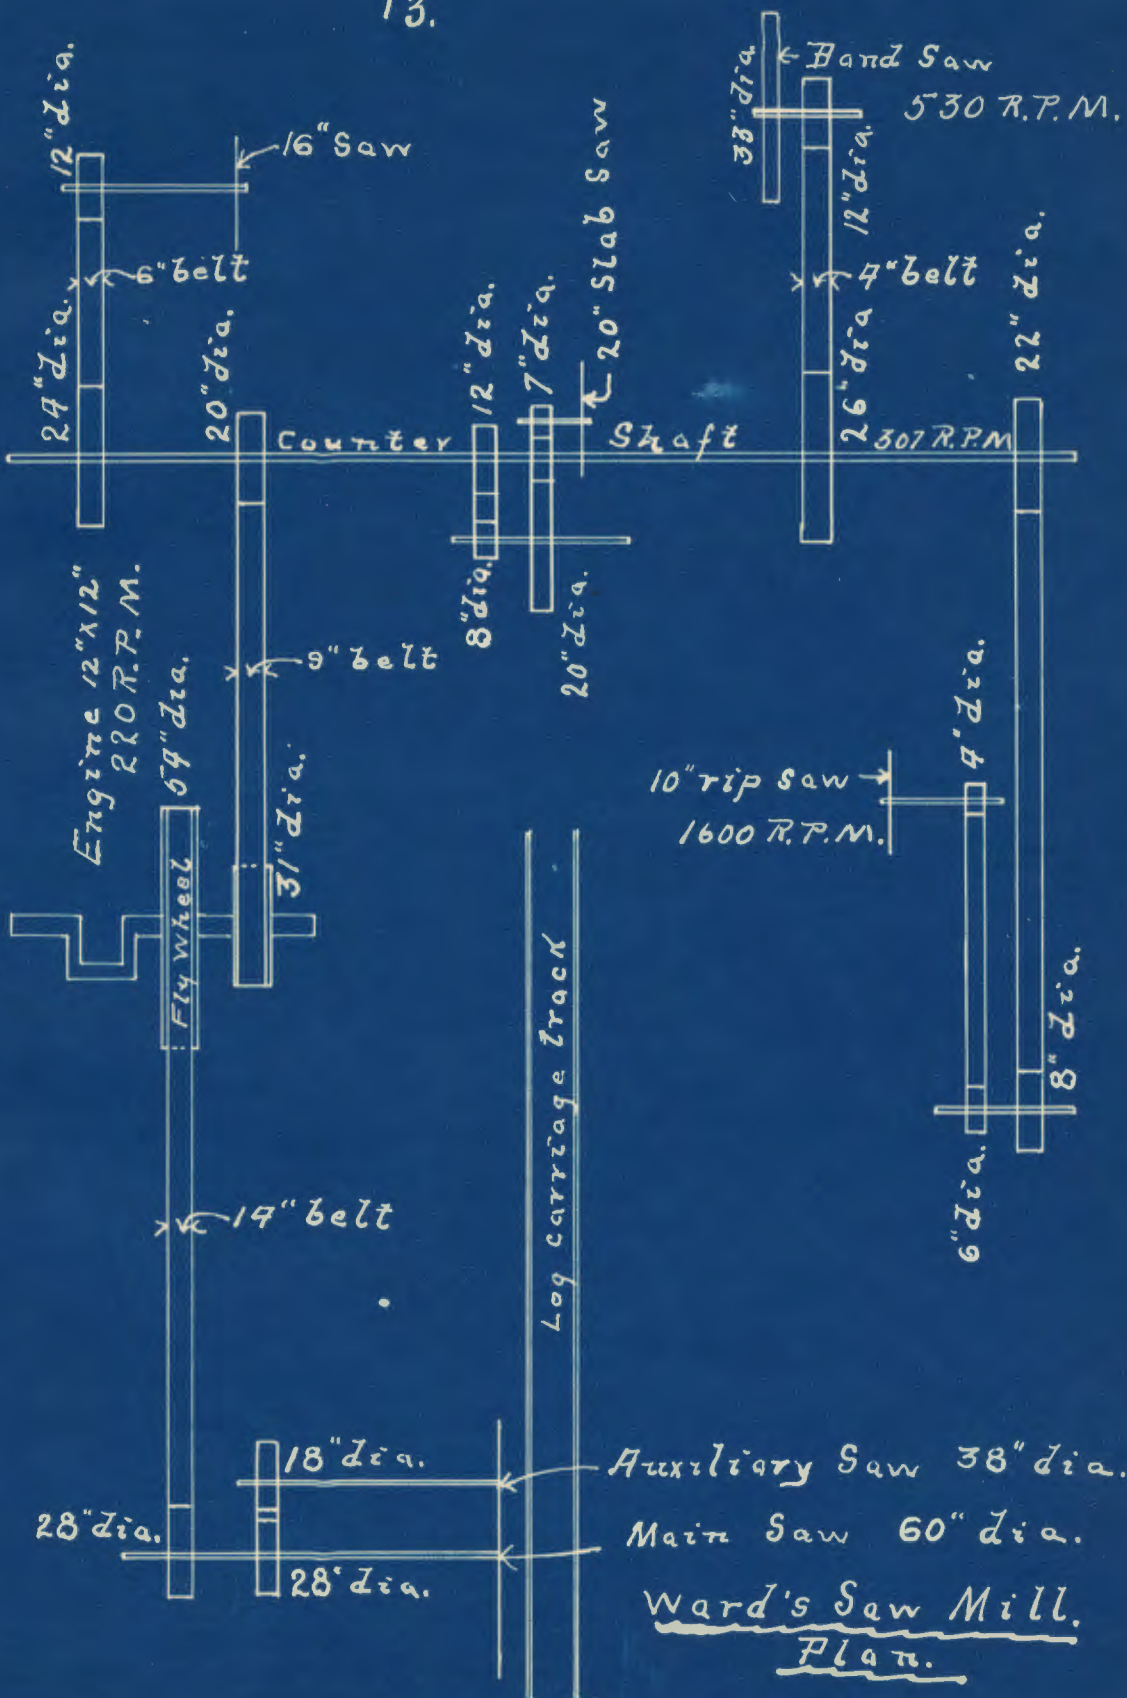 13.
12" dia.
16" Saw
6" belt
24" dia.
20" dia.
12" dia.
7" dia.
20" Slab Saw
33" dia
Band Saw
530 R.P.M.
12" dia.
4" belt
26" dia
22" dia.
Counter Shaft 307 R.P.M
Engine 12"x12"
220 R.P.M.
54" dia.
9" belt
8" dia.
20" dia.
31" dia.
Fly Wheel
10" rip saw
1600 R.P.M.
4" dia.
8" dia.
6" dia.
Log carriage track
14" belt
18" dia.
28" dia.
28" dia.
Auxiliary Saw 38" dia.
Main Saw 60" dia.
Ward's Saw Mill.
Plan.